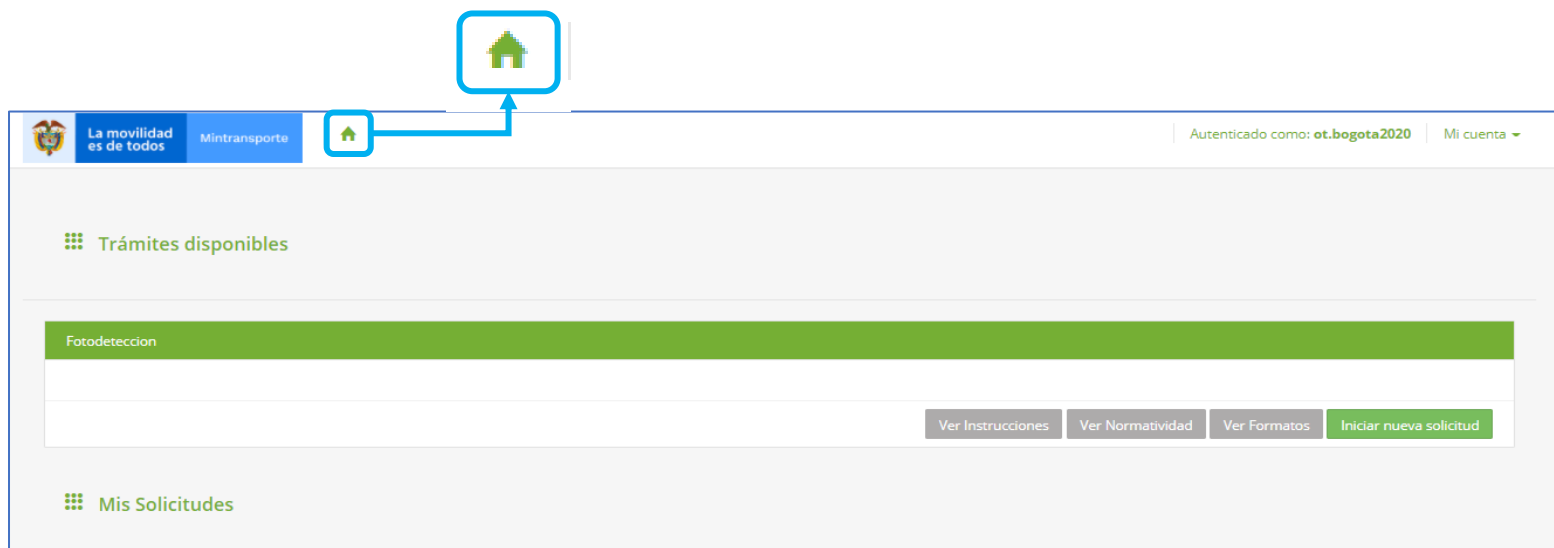 La movilidad
es de todos
Mintransporte
Autenticado como: ot.bogota2020
Mi cuenta
Trámites disponibles
Fotodeteccion
Ver Instrucciones
Ver Normatividad
Ver Formatos
Iniciar nueva solicitud
Mis Solicitudes